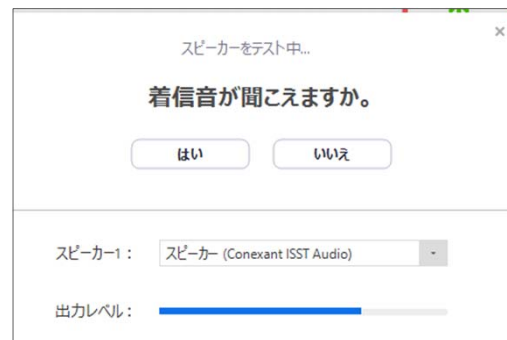 スピーカーをテスト中...
着信音が聞こえますか。
はい いいえ
スピーカー1： スピーカー (Conexant ISST Audio)
出力レベル：